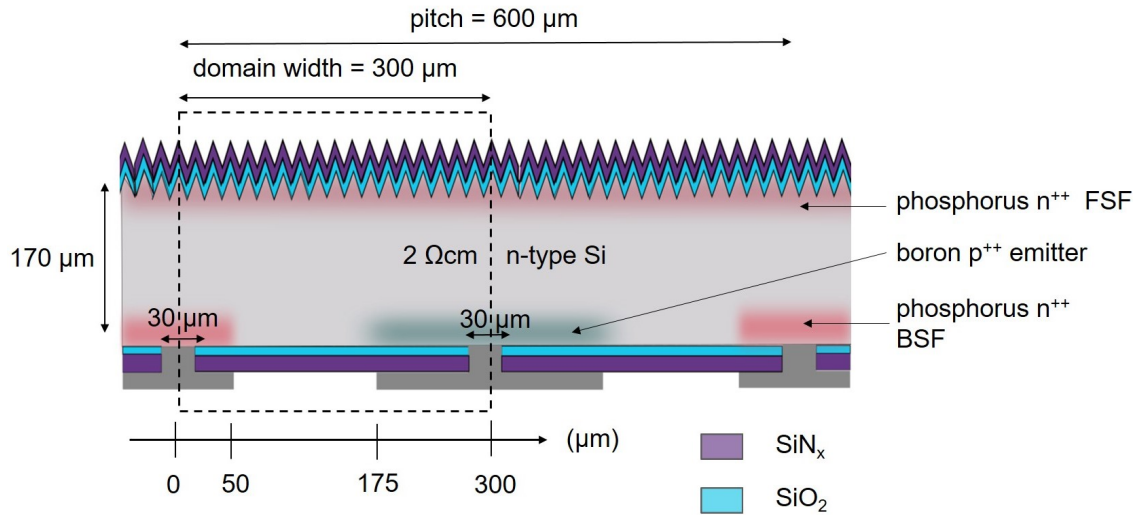 pitch = 600 µm
domain width = 300 µm
phosphorus n++ FSF
170 µm
2 Ωcm n-type Si
boron p++ emitter
30 µm
30 µm
phosphorus n++
BSF
(µm)
0
50
175
300
SiNx
SiO2